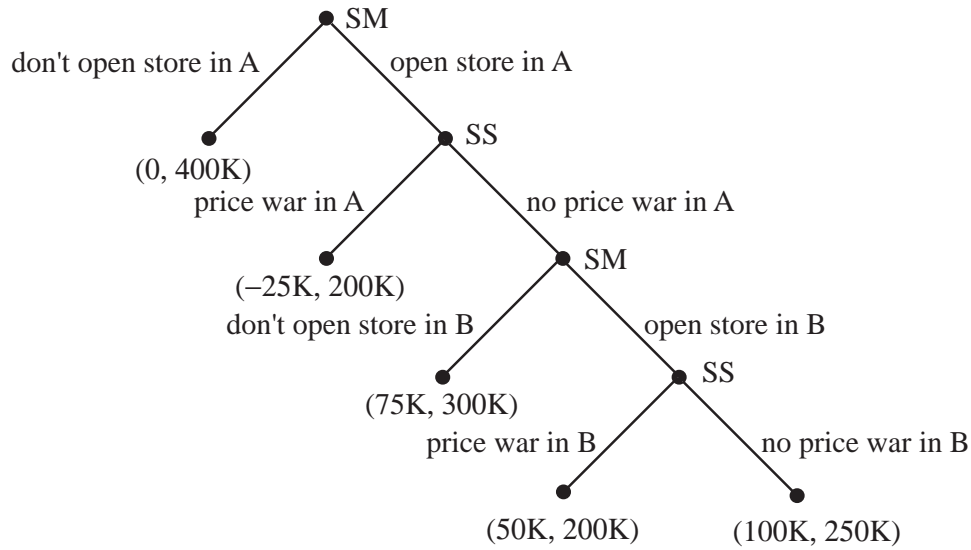 SM
don't open store in A
open store in A
SS
(0, 400K)
price war in A
no price war in A
SM
(−25K, 200K)
don't open store in B
open store in B
SS
(75K, 300K)
price war in B
no price war in B
(50K, 200K)
(100K, 250K)